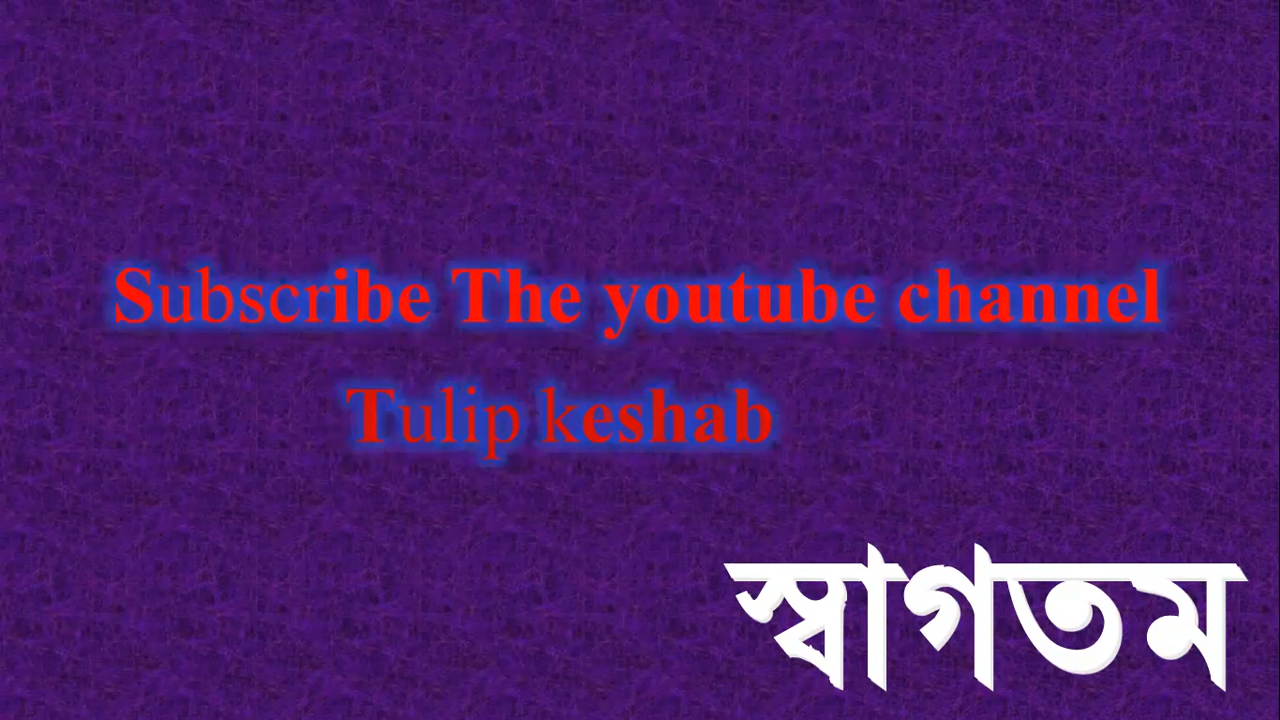 Subscribe The youtube channel
Tulip keshab
স্বাগতম